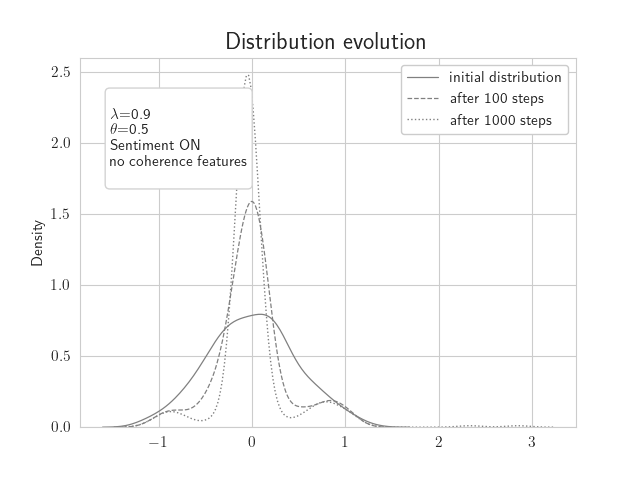 Distribution evolution
2.5
2.0
1.5
1.0
0.5
0.0
Density
λ=0.9
θ=0.5
Sentiment ON
no coherence features
initial distribution
after 100 steps
after 1000 steps
−1
0
1
2
3